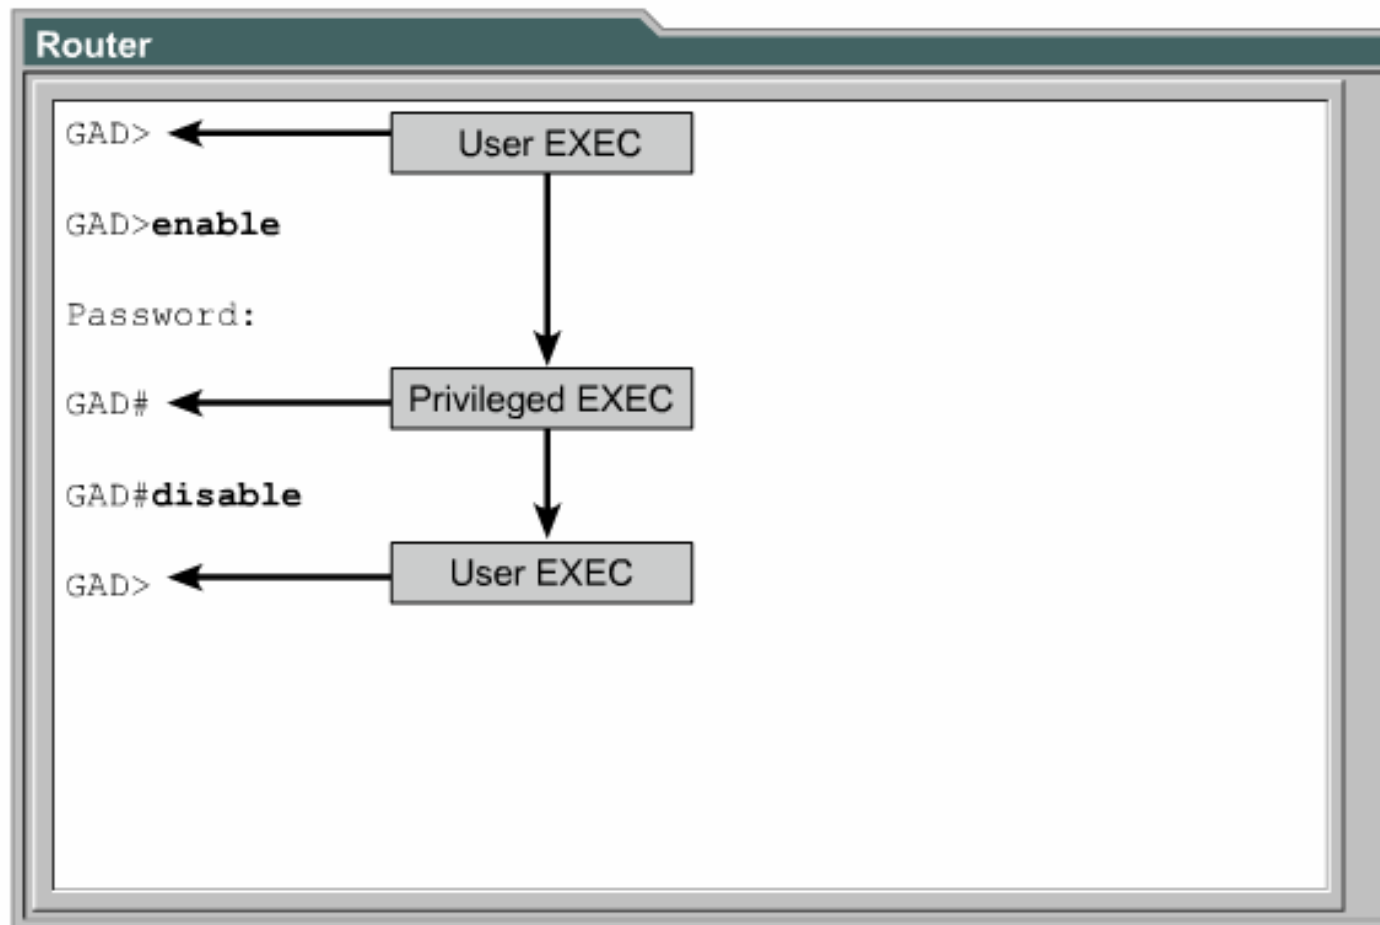 Router
GAD>
User EXEC
GAD>enable
Password:
GAD#
Privileged EXEC
GAD#disable
GAD>
User EXEC